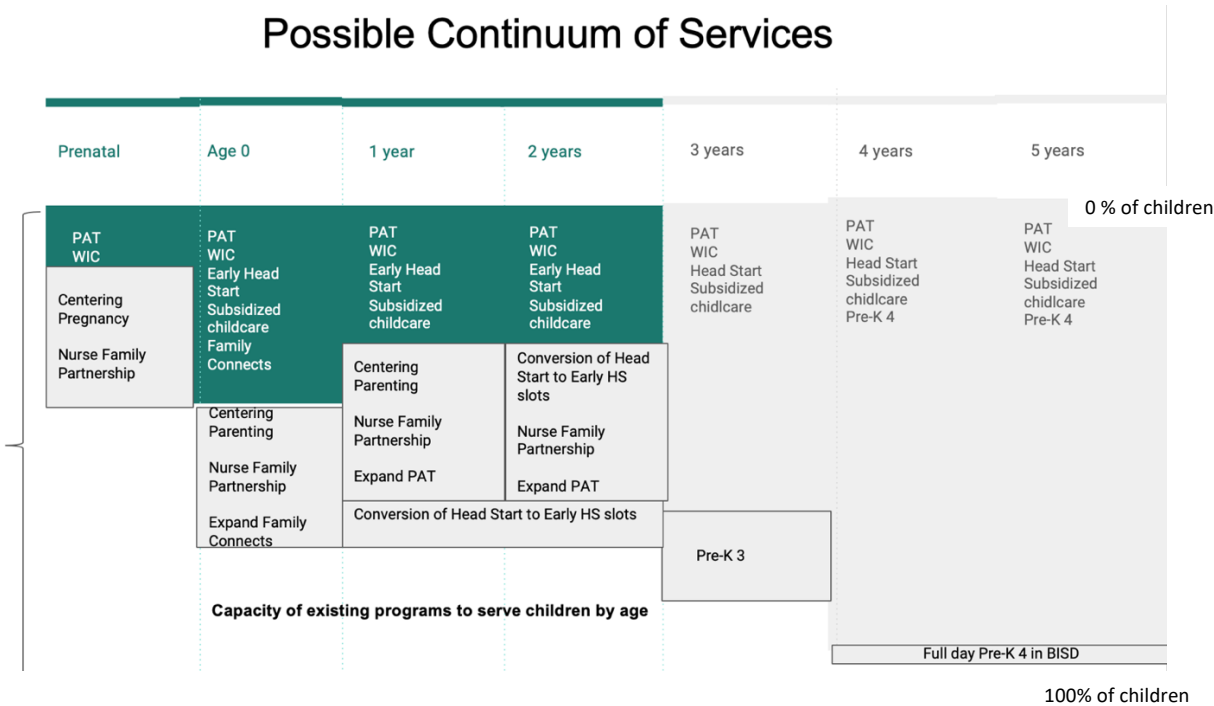 Possible Continuum of Services
Prenatal
Age 0
1 year
2 years
3 years
4 years
5 years
0 % of children
PAT
WIC
Centering
Pregnancy
Nurse Family
Partnership
PAT
WIC
Early Head
Start
Subsidized
childcare
Family
Connects
Centering
Parenting
Nurse Family
Partnership
Expand Family
Connects
PAT
WIC
Early Head
Start
Subsidized
childcare
Centering
Parenting
Nurse Family
Partnership
Expand PAT
PAT
WIC
Early Head
Start
Subsidized
childcare
Conversion of Head
Start to Early HS
slots
Nurse Family
Partnership
Expand PAT
Conversion of Head Start to Early HS slots
PAT
WIC
Head Start
Subsidized
chidlcare
Pre-K 3
PAT
WIC
Head Start
Subsidized
chidlcare
Pre-K 4
PAT
WIC
Head Start
Subsidized
chidlcare
Pre-K 4
Capacity of existing programs to serve children by age
Full day Pre-K 4 in BISD
100% of children